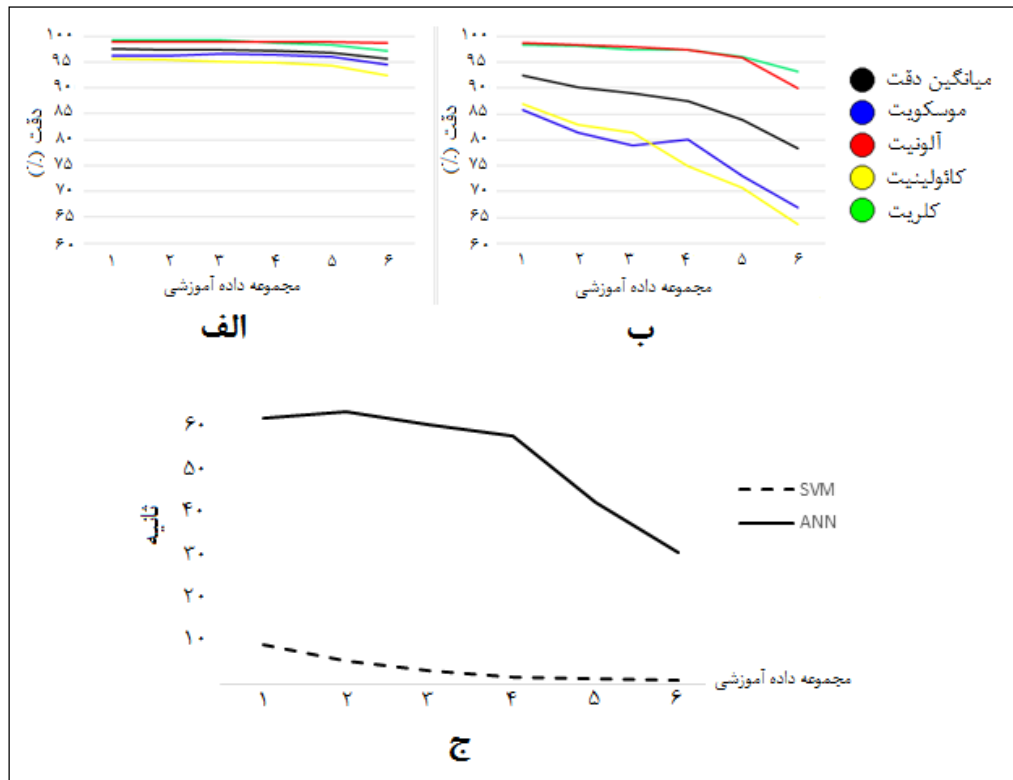 ۱۰۰
۹۵
۹۰
۸۵
۸۰
۷۵
۷۰
۶۵
۶۰
دقت (٪)
۱ ۲ ۳ ۴ ۵ ۶
مجموعه داده آموزشی
الف
۱۰۰
۹۵
۹۰
۸۵
۸۰
۷۵
۷۰
۶۵
۶۰
دقت (٪)
۱ ۲ ۳ ۴ ۵ ۶
مجموعه داده آموزشی
ب
میانگین دقت
موسکویت
آلونیت
کائولینیت
کلریت
۶۰
۵۰
۴۰
۳۰
۲۰
۱۰
ثانیه
۱ ۲ ۳ ۴ ۵ ۶
مجموعه داده آموزشی
SVM
ANN
ج